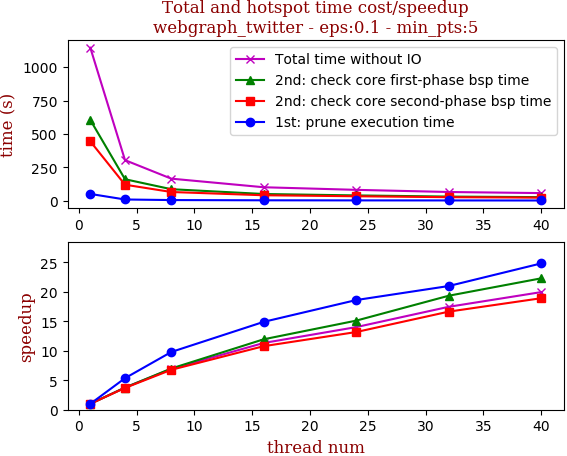 Total and hotspot time cost/speedup
webgraph_twitter - eps:0.1 - min_pts:5
time (s)
1000
750
500
250
0
Total time without IO
2nd: check core first-phase bsp time
2nd: check core second-phase bsp time
1st: prune execution time
0 5 10 15 20 25 30 35 40
speedup
25
20
15
10
5
0
0 5 10 15 20 25 30 35 40
thread num